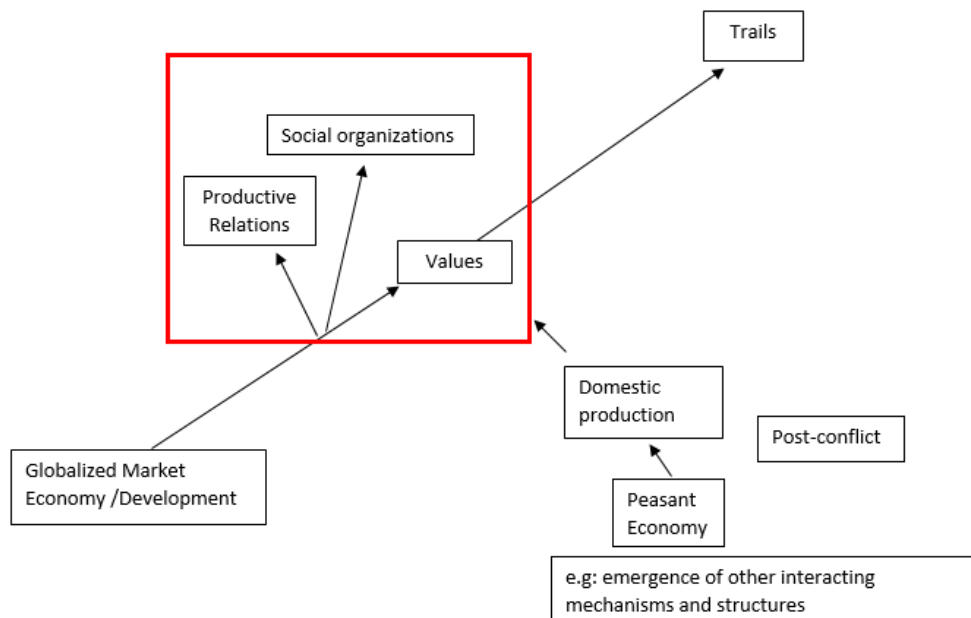 Trails
Social organizations
Productive
Relations
Values
Domestic
production
Post-conflict
Globalized Market
Economy /Development
Peasant
Economy
e.g: emergence of other interacting
mechanisms and structures